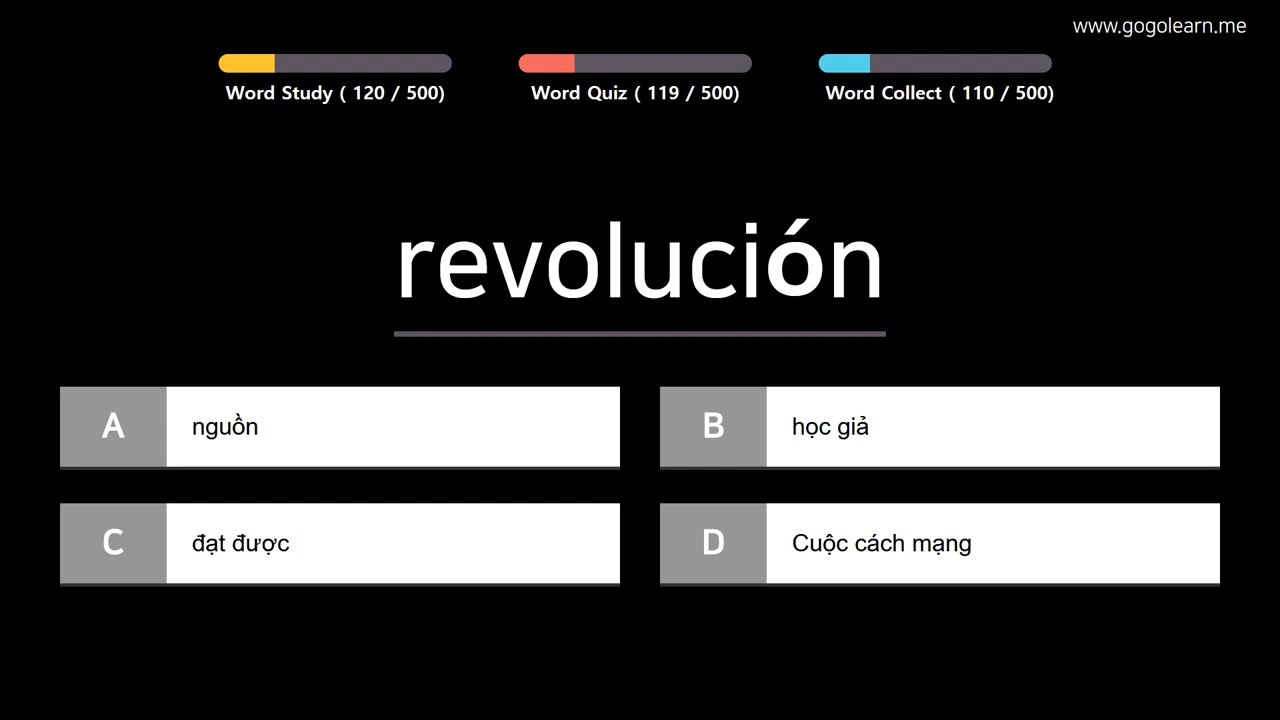 www.gogolearn.me
Word Study ( 120 / 500)
Word Quiz ( 119 / 500)
Word Collect ( 110 / 500)
revolución
A nguồn
B học giả
C đạt được
D Cuộc cách mạng